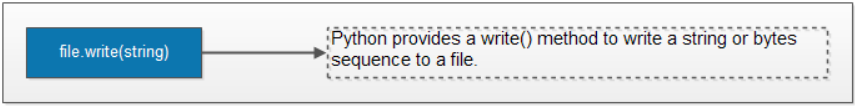 file.write(string)
Python provides a write() method to write a string or bytes
sequence to a file.